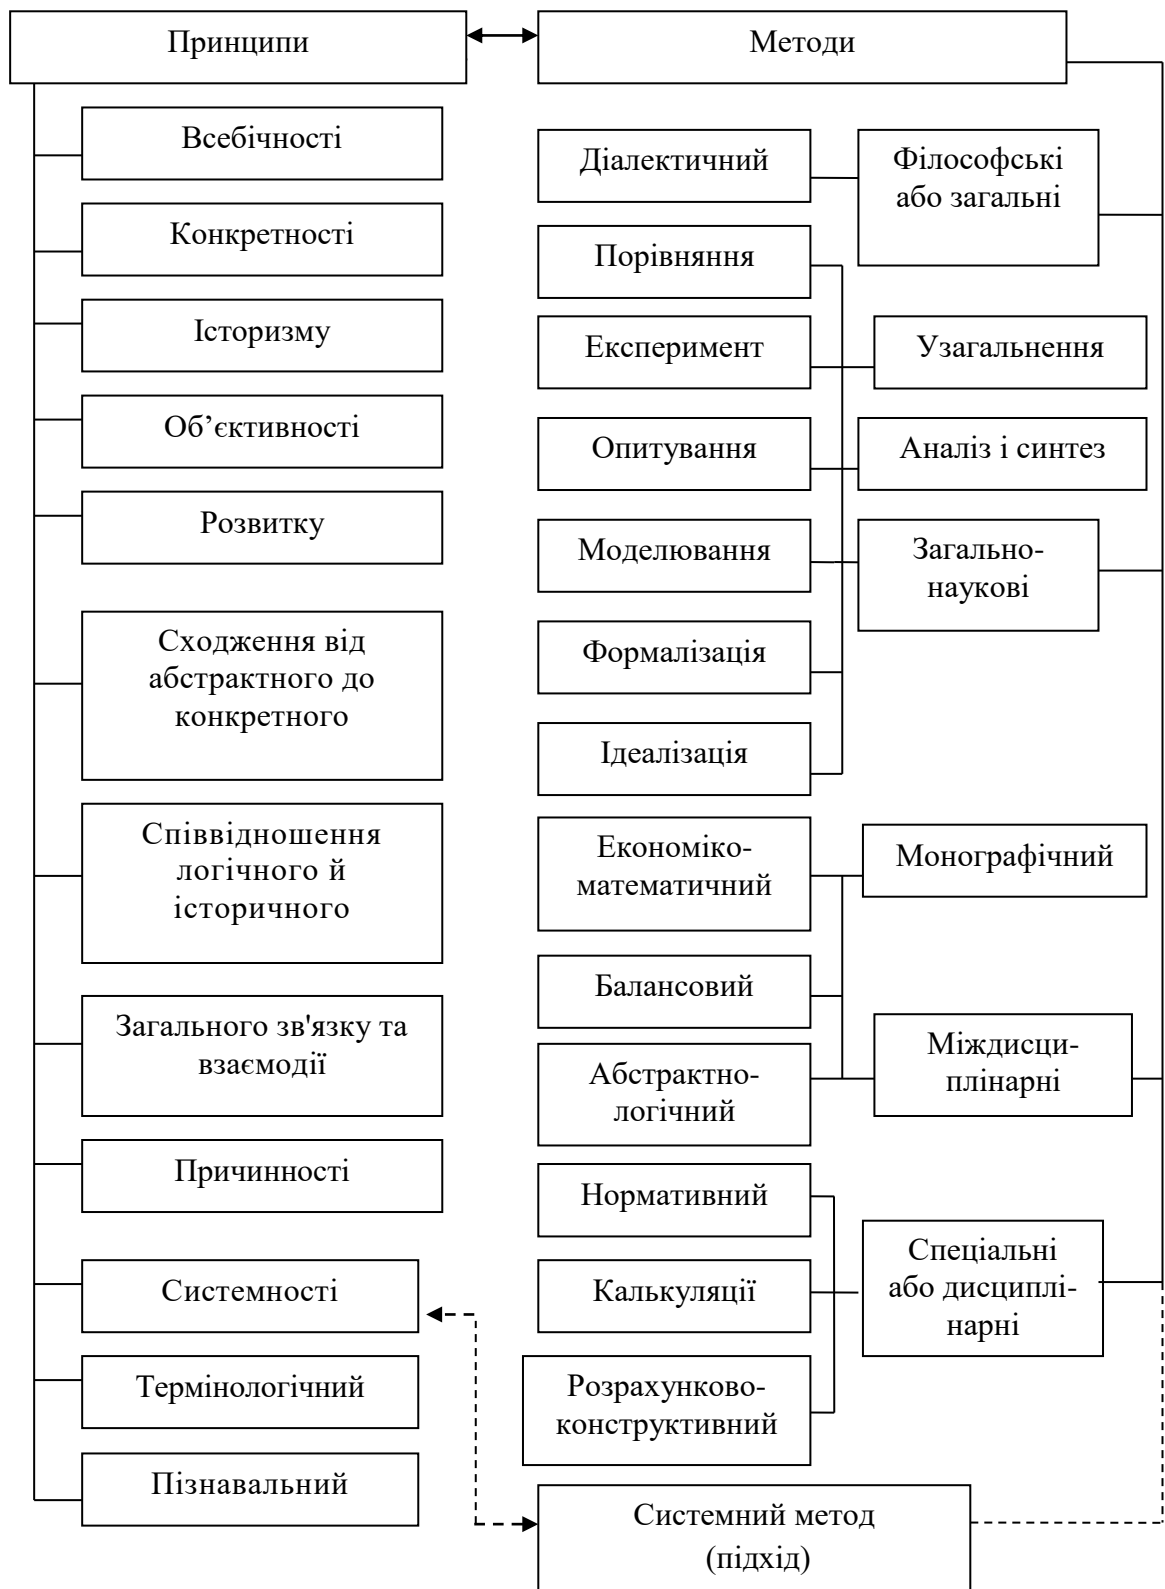 Принципи
Методи
Всебічності
Конкретності
Історизму
Об’єктивності
Розвитку
Сходження від
абстрактного до
конкретного
Співвідношення
логічного й
історичного
Загального зв'язку та
взаємодії
Причинності
Системності
Термінологічний
Пізнавальний
Діалектичний
Філософські
або загальні
Порівняння
Експеримент
Узагальнення
Опитування
Аналіз і синтез
Моделювання
Загально-
наукові
Формалізація
Ідеалізація
Економіко-
математичний
Монографічний
Балансовий
Абстрактно-
логічний
Міждисци-
плінарні
Нормативний
Калькуляції
Спеціальні
або дисциплі-
нарні
Розрахунково-
конструктивний
Системний метод
(підхід)